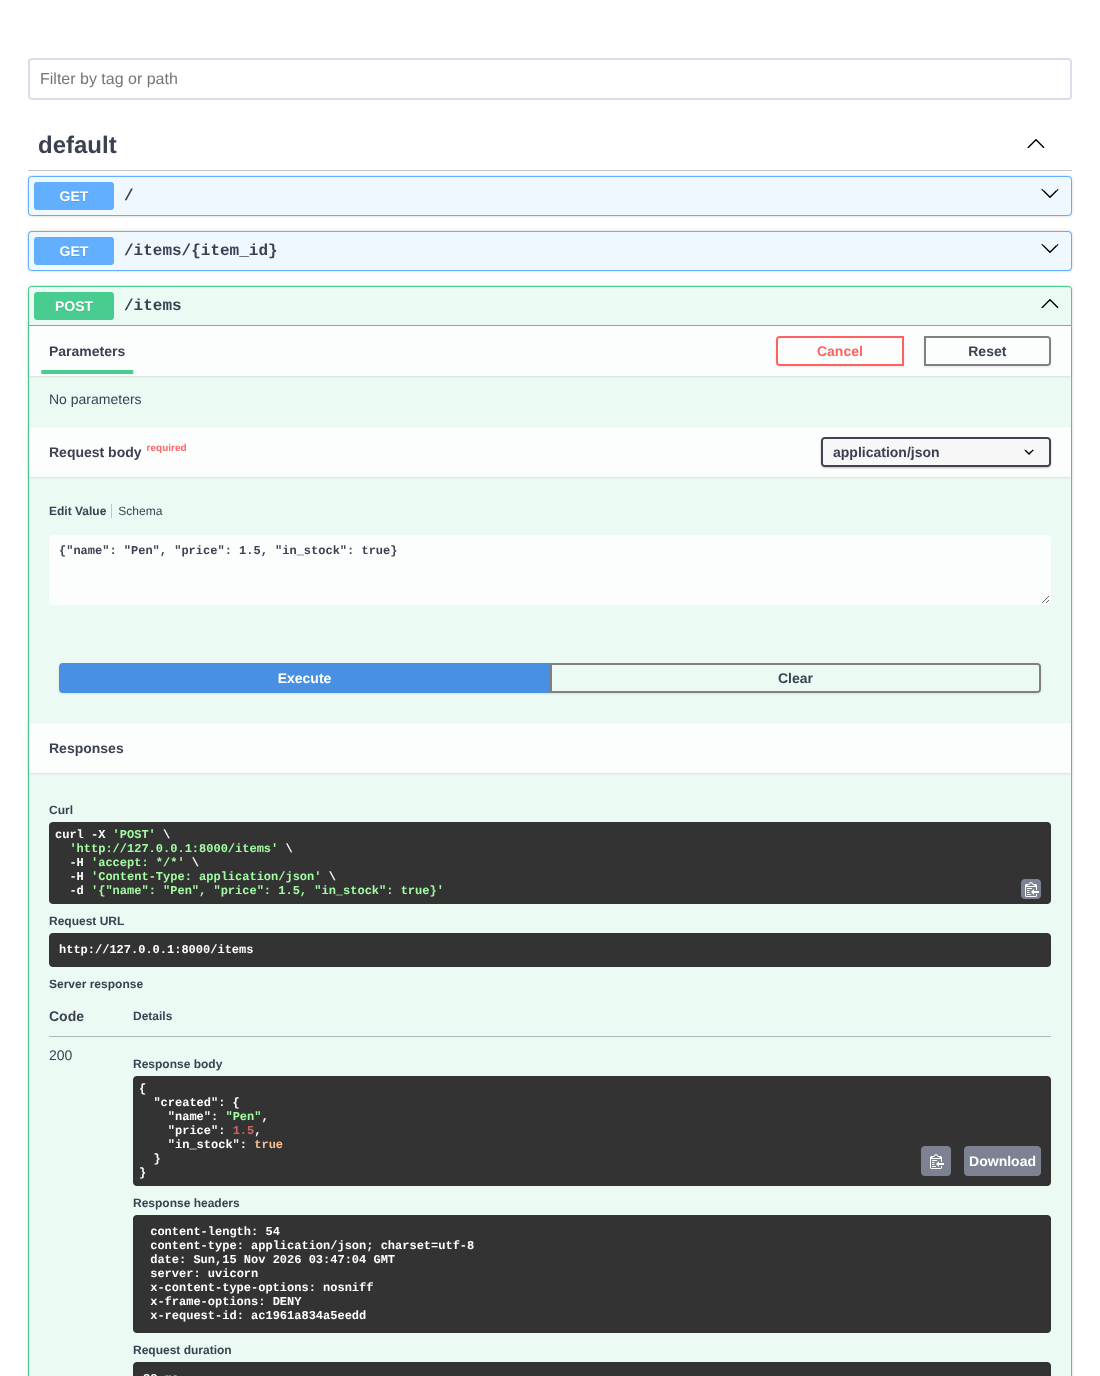 Filter by tag or path
default
GET /
GET /items/{item_id}
POST /items
Parameters
Cancel
Reset
No parameters
Request body required
application/json
Edit Value Schema
{"name": "Pen", "price": 1.5, "in_stock": true}
Execute
Clear
Responses
Curl
curl -X 'POST' \
  'http://127.0.0.1:8000/items' \
  -H 'accept: */*' \
  -H 'Content-Type: application/json' \
  -d '{"name": "Pen", "price": 1.5, "in_stock": true}'
Request URL
http://127.0.0.1:8000/items
Server response
Code Details
200
Response body
{
  "created": {
    "name": "Pen",
    "price": 1.5,
    "in_stock": true
  }
}
Download
Response headers
content-length: 54
content-type: application/json; charset=utf-8
date: Sun,15 Nov 2026 03:47:04 GMT
server: uvicorn
x-content-type-options: nosniff
x-frame-options: DENY
x-request-id: ac1961a834a5eedd
Request duration